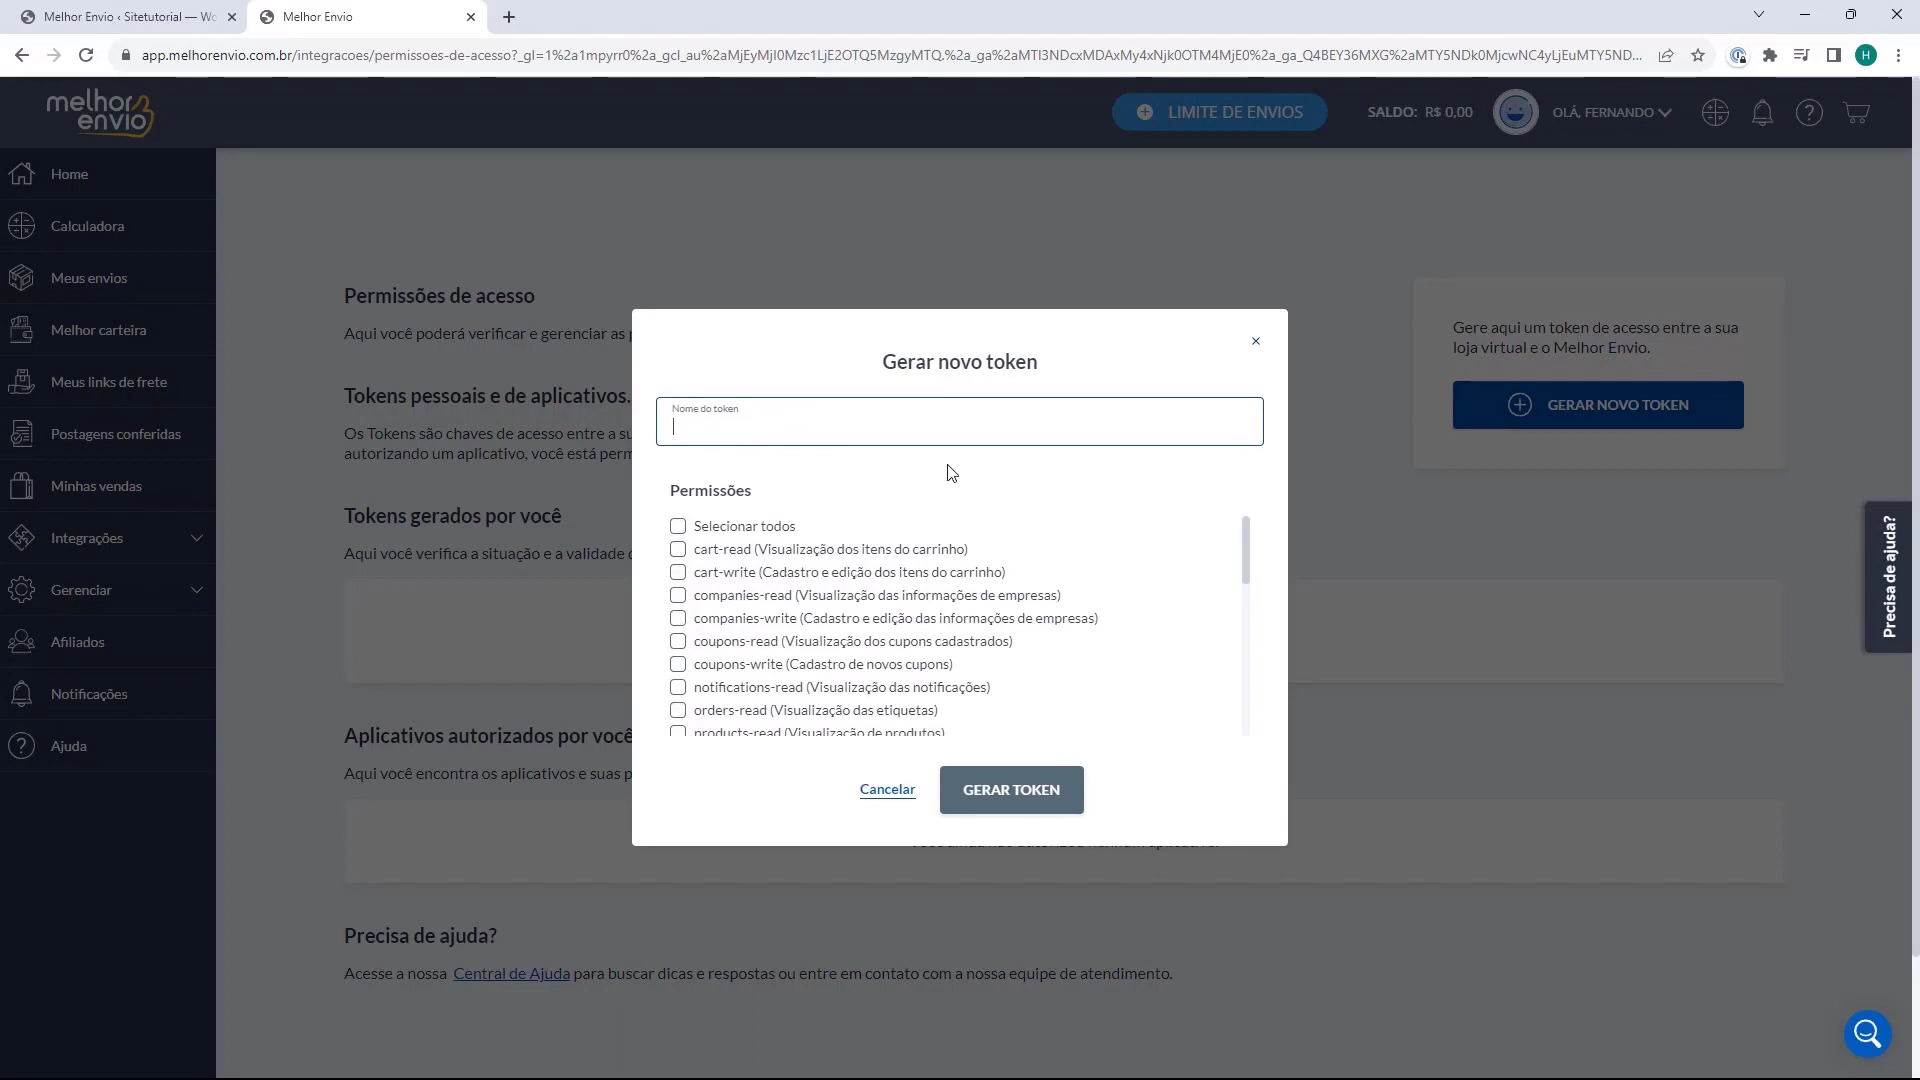 Melhor Envio ‹ Sitetutorial — Wo
Melhor Envio
app.melhorenvio.com.br/integracoes/permissoes-de-acesso?_gl=1%2a1mpyrr0%2a_gcl_au%2aMjEyMjI0Mzc1LjE2OTQ5MzgyMTQ.%2a_ga%2aMTI3NDcxMDAxMy4xNjk0OTM4MjE0%2a_ga_Q4BEY36MXG%2aMTY5NDk0MjcwNC4yLjEuMTY5ND...
H
melhor envio
LIMITE DE ENVIOS
SALDO: R$ 0,00
OLÁ, FERNANDO
Home
Calculadora
Meus envios
Melhor carteira
Meus links de frete
Postagens conferidas
Minhas vendas
Integrações
Gerenciar
Afiliados
Notificações
Ajuda
Permissões de acesso
Aqui você poderá verificar e gerenciar as
Tokens pessoais e de aplicativos.
Os Tokens são chaves de acesso entre a
autorizando um aplicativo, você está
Tokens gerados por você
Aqui você verifica a situação e a validade
Aplicativos autorizados por você
Aqui você encontra os aplicativos e suas
Precisa de ajuda?
Acesse a nossa Central de Ajuda para buscar dicas e respostas ou entre em contato com a nossa equipe de atendimento.
Gere aqui um token de acesso entre a sua
loja virtual e o Melhor Envio.
GERAR NOVO TOKEN
Precisa de ajuda?
Gerar novo token
Nome do token
Permissões
Selecionar todos
cart-read (Visualização dos itens do carrinho)
cart-write (Cadastro e edição dos itens do carrinho)
companies-read (Visualização das informações de empresas)
companies-write (Cadastro e edição das informações de empresas)
coupons-read (Visualização dos cupons cadastrados)
coupons-write (Cadastro de novos cupons)
notifications-read (Visualização das notificações)
orders-read (Visualização das etiquetas)
products-read (Visualização de produtos)
Cancelar
GERAR TOKEN